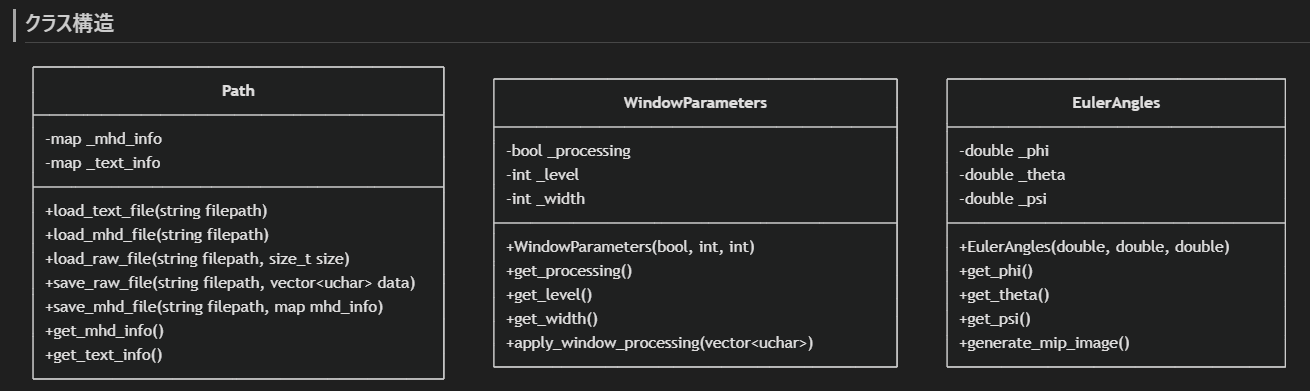 クラス構造
Path
-map _mhd_info
-map _text_info
+load_text_file(string filepath)
+load_mhd_file(string filepath)
+load_raw_file(string filepath, size_t size)
+save_raw_file(string filepath, vector<uchar> data)
+save_mhd_file(string filepath, map mhd_info)
+get_mhd_info()
+get_text_info()
WindowParameters
-bool _processing
-int _level
-int _width
+WindowParameters(bool, int, int)
+get_processing()
+get_level()
+get_width()
+apply_window_processing(vector<uchar>)
EulerAngles
-double _phi
-double _theta
-double _psi
+EulerAngles(double, double, double)
+get_phi()
+get_theta()
+get_psi()
+generate_mip_image()